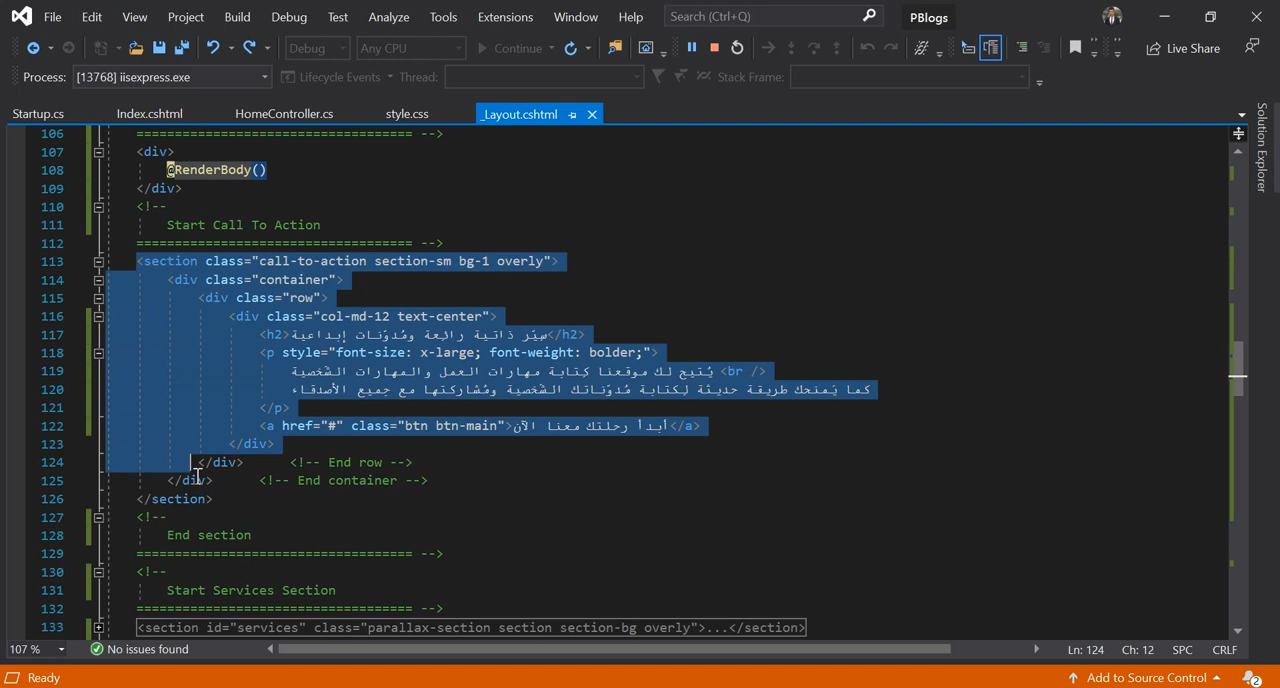 File Edit View Project Build Debug Test Analyze Tools Extensions Window Help Search (Ctrl+Q) PBlogs
Debug Any CPU Continue Live Share
Process: [13768] iisexpress.exe Lifecycle Events Thread: Stack Frame:
Startup.cs Index.cshtml HomeController.cs style.css _Layout.cshtml
Solution Explorer
106 ==================================== -->
107 <div>
108 @RenderBody()
109 </div>
110 <!--
111 Start Call To Action
112 ==================================== -->
113 <section class="call-to-action section-sm bg-1 overly">
114 <div class="container">
115 <div class="row">
116 <div class="col-md-12 text-center">
117 <h2>سِيّر ذاتية رائعة ومُدوّنات إبداعية</h2>
118 <p style="font-size: x-large; font-weight: bolder;">
119 يُتيح لك موقعنا كِتابة مهارات العمل والمهارات الشّخصية <br />
120 كما يَمنحك طريقة حديثة لِكتابة مُدوّناتك الشّخصية ومُشاركتها مع جميع الأصدقاء
121 </p>
122 <a href="#" class="btn btn-main">أبدأ رحلتك معنا الآن</a>
123 </div>
124 </div> <!-- End row -->
125 </div> <!-- End container -->
126 </section>
127 <!--
128 End section
129 ==================================== -->
130 <!--
131 Start Services Section
132 ==================================== -->
133 <section id="services" class="parallax-section section section-bg overly">...</section>
107 % No issues found Ln: 124 Ch: 12 SPC CRLF
Ready Add to Source Control 2